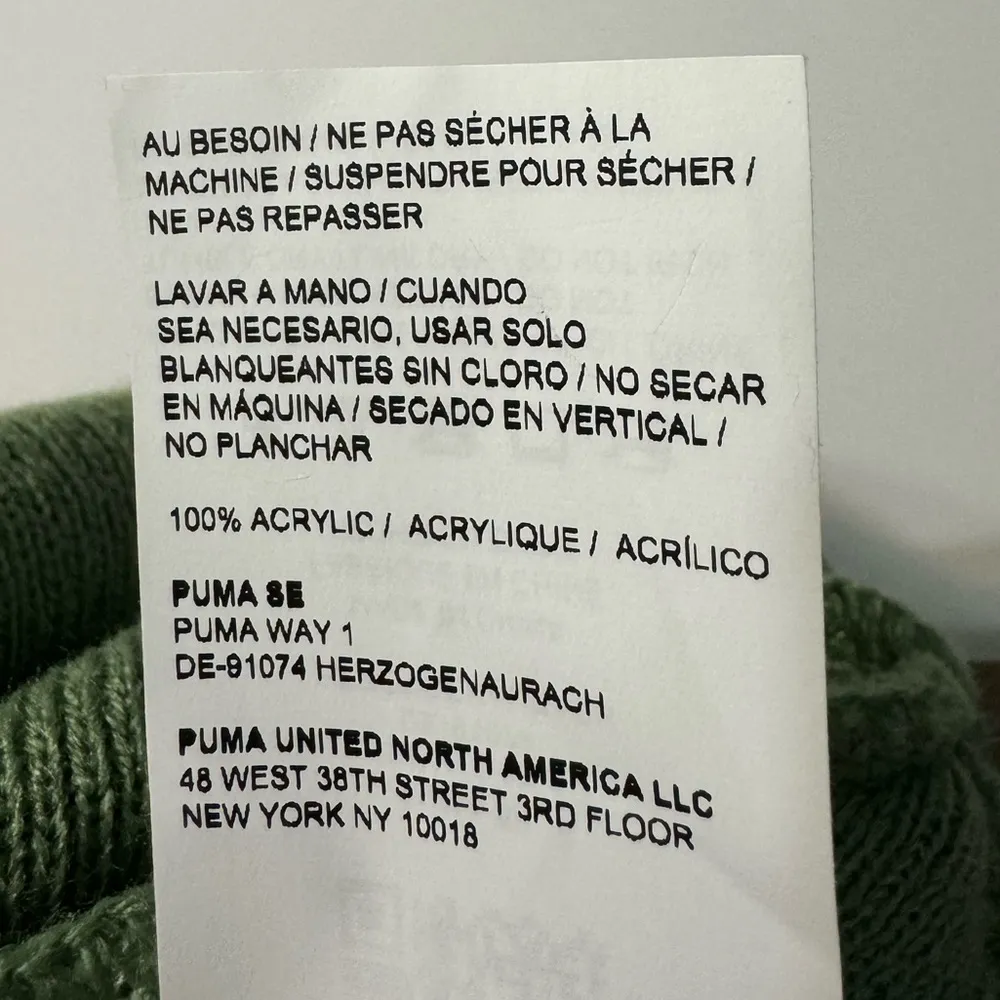 AU BESOIN / NE PAS SÉCHER À LA
MACHINE / SUSPENDRE POUR SÉCHER /
NE PAS REPASSER
LAVAR A MANO / CUANDO
SEA NECESARIO, USAR SOLO
BLANQUEANTES SIN CLORO / NO SECAR
EN MÁQUINA / SECADO EN VERTICAL /
NO PLANCHAR
100% ACRYLIC / ACRYLIQUE / ACRÍLICO
PUMA SE
PUMA WAY 1
DE-91074 HERZOGENAURACH
PUMA UNITED NORTH AMERICA LLC
48 WEST 38TH STREET 3RD FLOOR
NEW YORK NY 10018